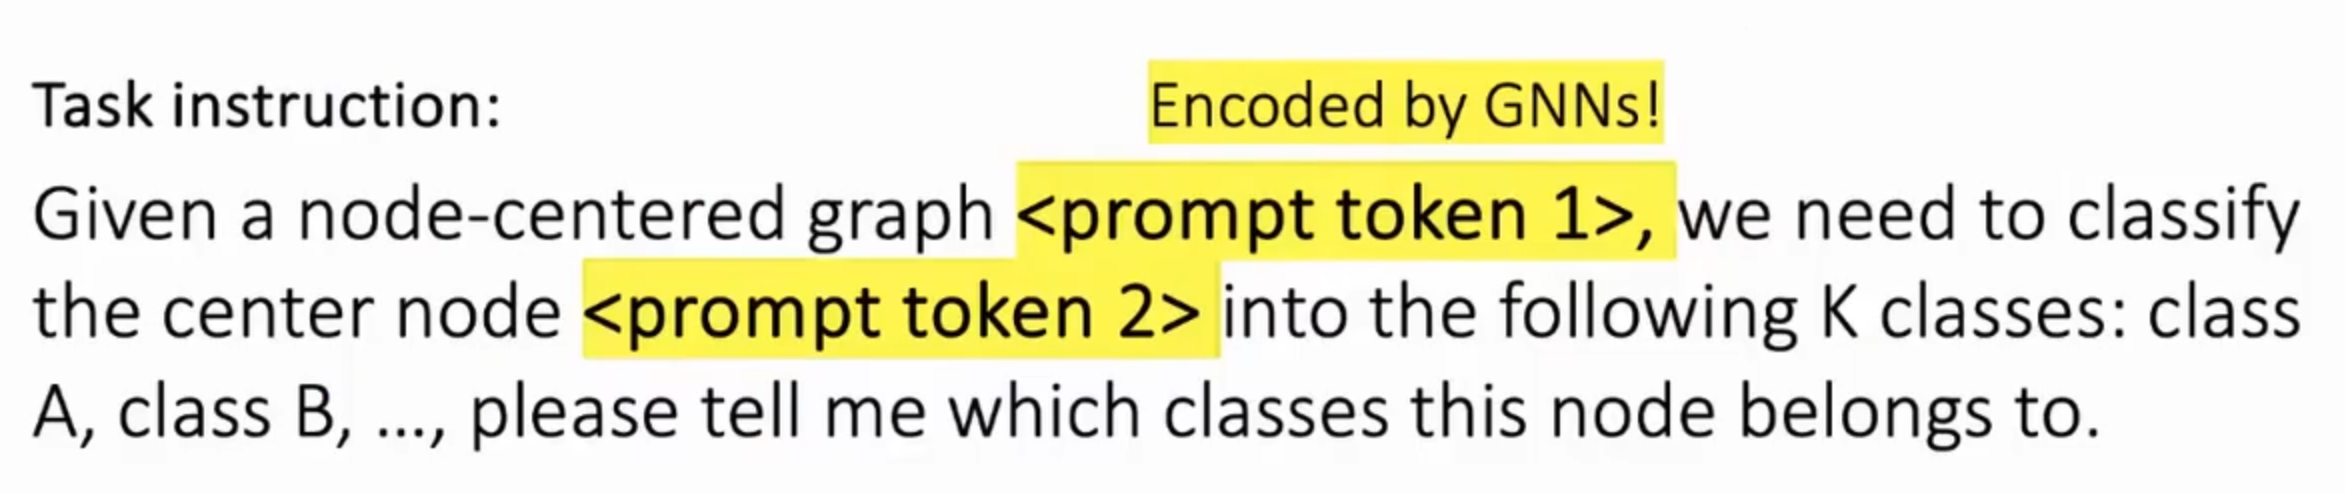 Task instruction:
Encoded by GNNs!
Given a node-centered graph <prompt token 1>, we need to classify
the center node <prompt token 2> into the following K classes: class
A, class B, ..., please tell me which classes this node belongs to.